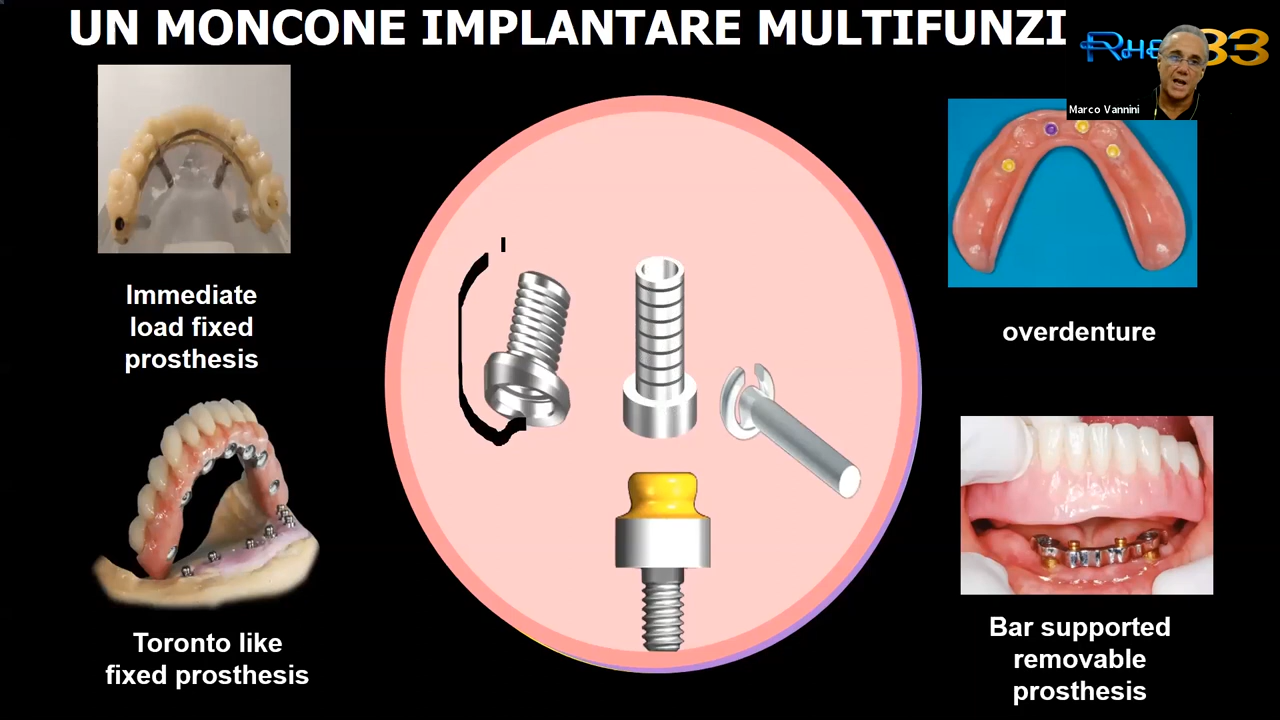 UN MONCONE IMPLANTARE MULTIFUNZI
Marco Vannini
Immediate
load fixed
prosthesis
overdenture
Toronto like
fixed prosthesis
Bar supported
removable
prosthesis